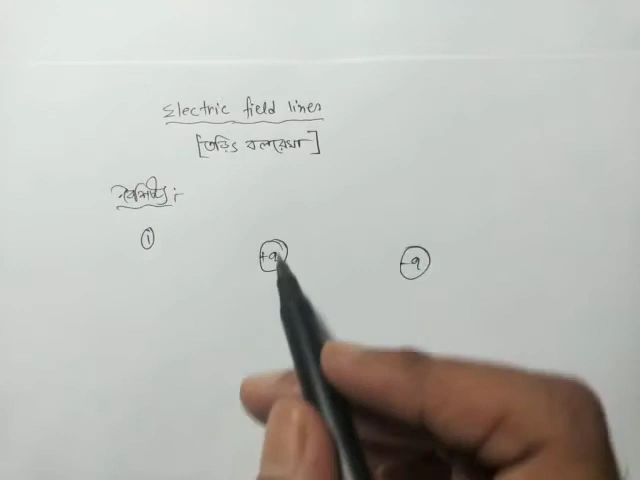 Electric field lines
[তড়িৎ বলরেখা]
বৈশিষ্ট্য :-
①
+q -q